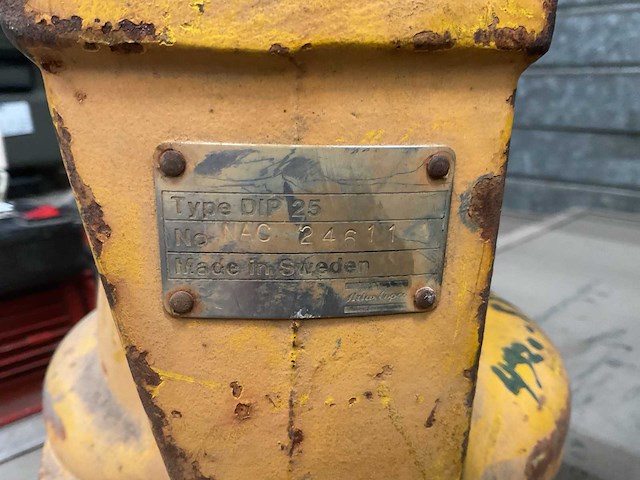 Type DIP 25
No NAC 24611
Made in Sweden